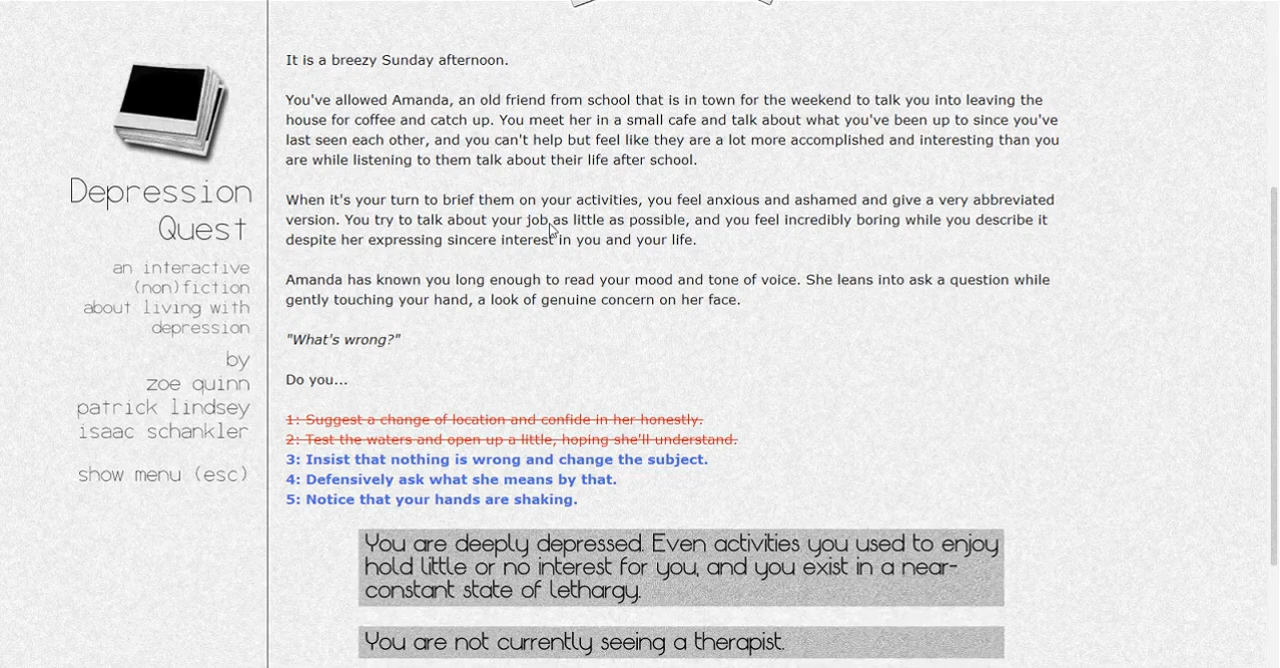 Depression
Quest
an interactive
(non)fiction
about living with
depression
by
zoe quinn
patrick lindsey
isaac schankler
show menu (esc)
It is a breezy Sunday afternoon.
You've allowed Amanda, an old friend from school that is in town for the weekend to talk you into leaving the
house for coffee and catch up. You meet her in a small cafe and talk about what you've been up to since you've
last seen each other, and you can't help but feel like they are a lot more accomplished and interesting than you
are while listening to them talk about their life after school.
When it's your turn to brief them on your activities, you feel anxious and ashamed and give a very abbreviated
version. You try to talk about your job as little as possible, and you feel incredibly boring while you describe it
despite her expressing sincere interest in you and your life.
Amanda has known you long enough to read your mood and tone of voice. She leans into ask a question while
gently touching your hand, a look of genuine concern on her face.
"What's wrong?"
Do you...
1: Suggest a change of location and confide in her honestly.
2: Test the waters and open up a little, hoping she'll understand.
3: Insist that nothing is wrong and change the subject.
4: Defensively ask what she means by that.
5: Notice that your hands are shaking.
You are deeply depressed. Even activities you used to enjoy
hold little or no interest for you, and you exist in a near-
constant state of lethargy.
You are not currently seeing a therapist.